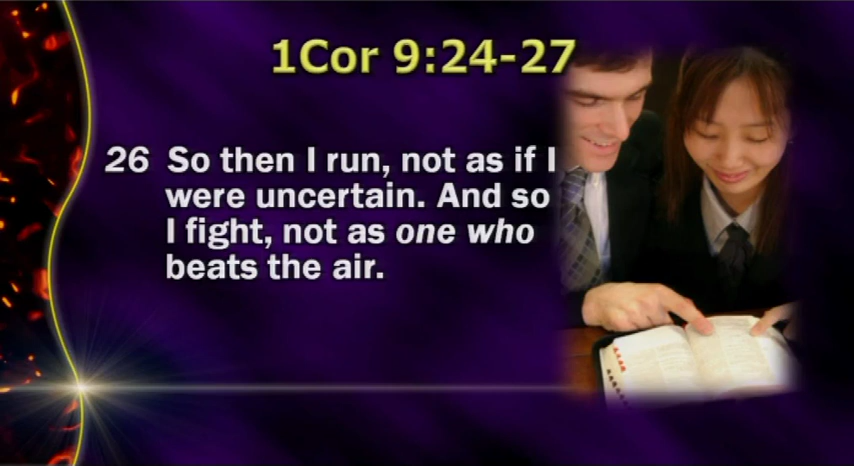 1Cor 9:24-27
26 So then I run, not as if I
were uncertain. And so
I fight, not as one who
beats the air.